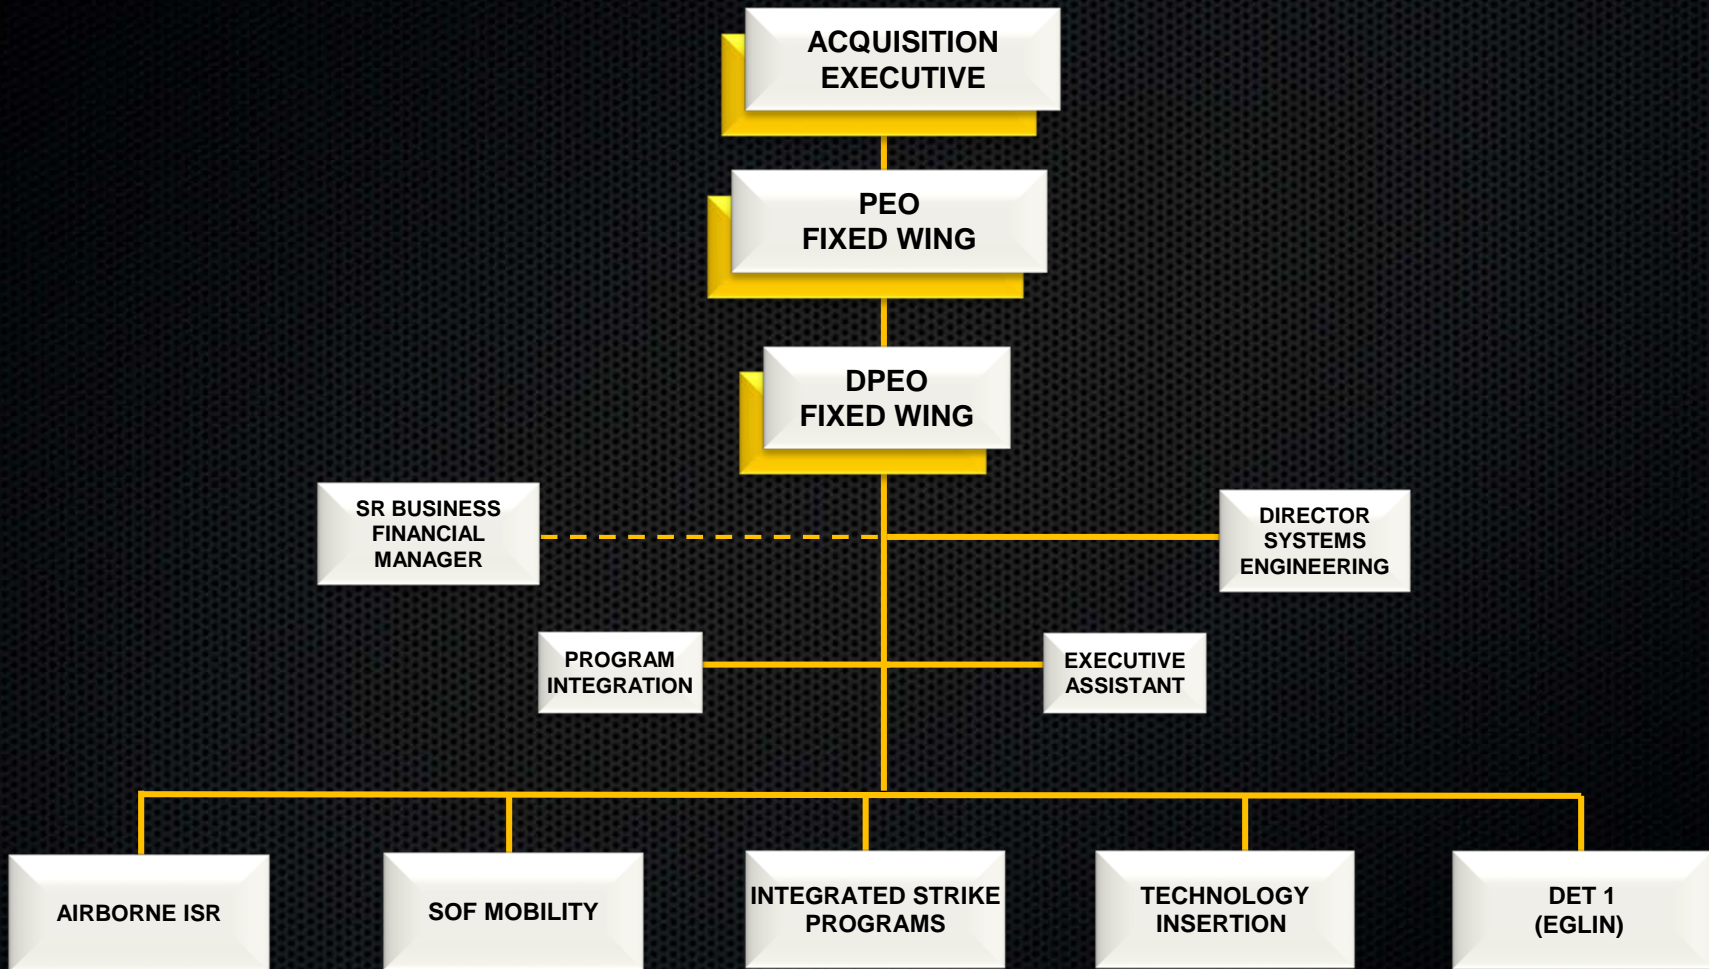 ACQUISITION
EXECUTIVE
PEO
FIXED WING
DPEO
FIXED WING
SR BUSINESS
FINANCIAL
MANAGER
DIRECTOR
SYSTEMS
ENGINEERING
PROGRAM
INTEGRATION
EXECUTIVE
ASSISTANT
AIRBORNE ISR
SOF MOBILITY
INTEGRATED STRIKE
PROGRAMS
TECHNOLOGY
INSERTION
DET 1
(EGLIN)